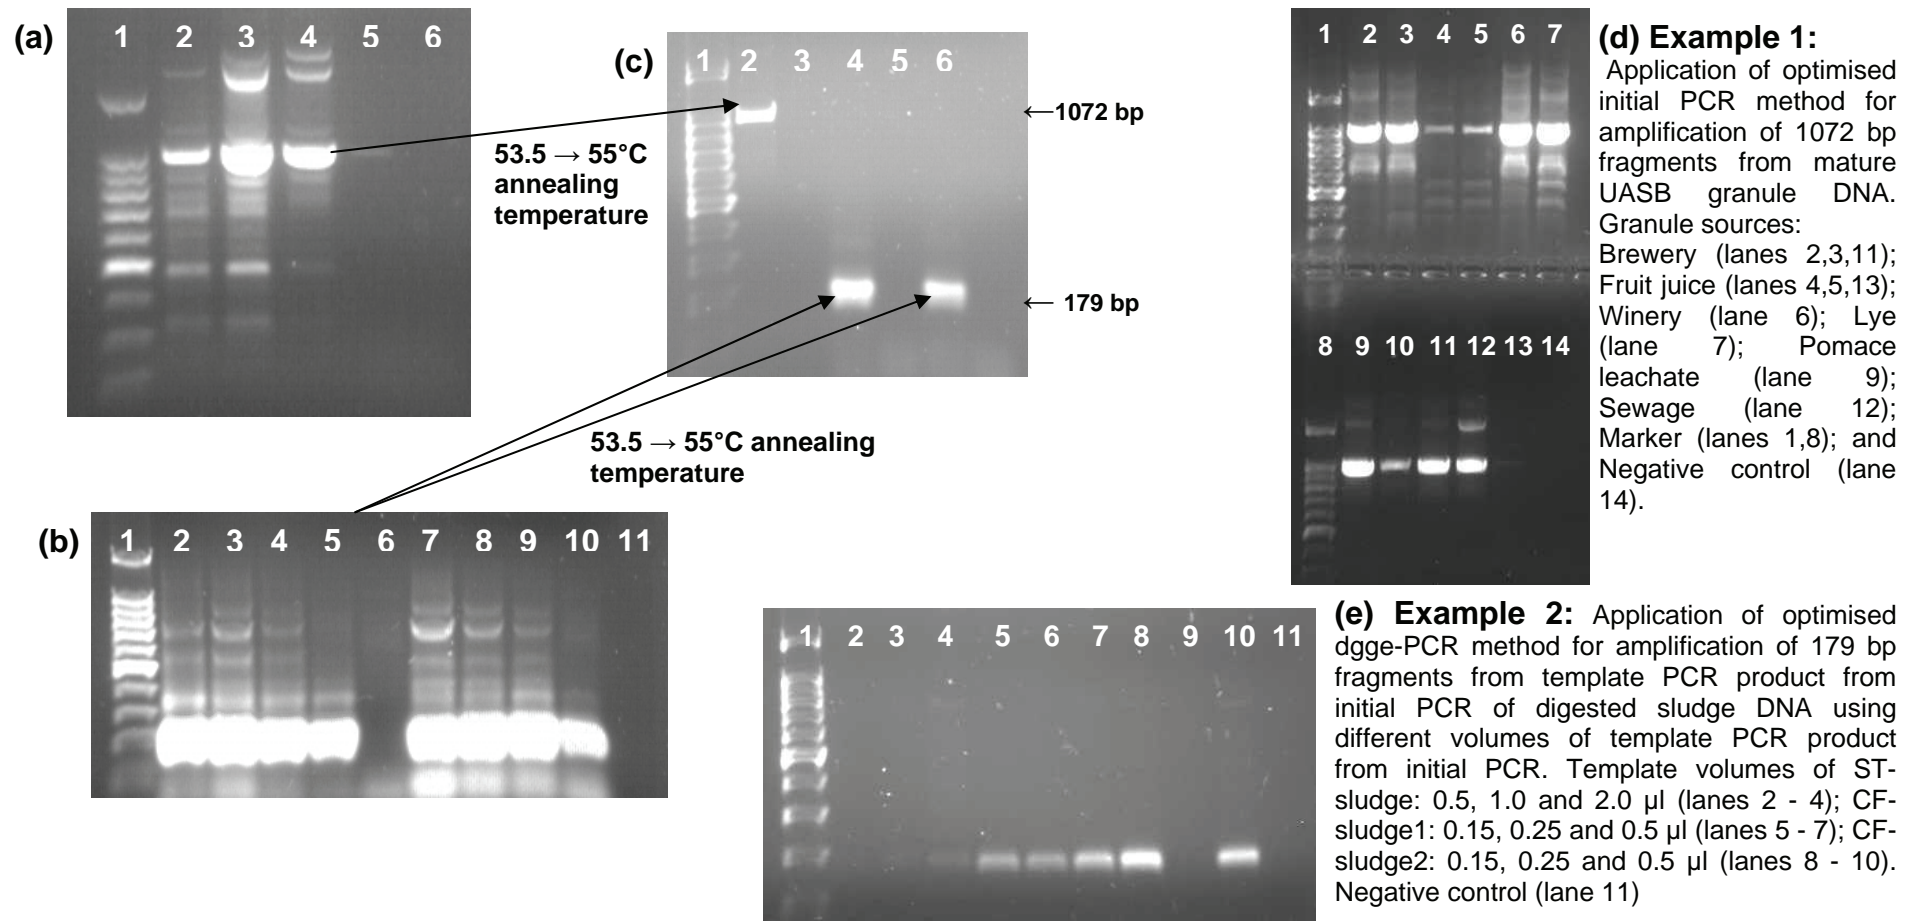 (a)
1 2 3 4 5 6
53.5 → 55°C
annealing
temperature
(c)
1 2 3 4 5 6
←1072 bp
← 179 bp
53.5 → 55°C annealing
temperature
(b)
1 2 3 4 5 6 7 8 9 10 11
1 2 3 4 5 6 7
8 9 10 11 12 13 14
(d) Example 1:
Application of optimised
initial PCR method for
amplification of 1072 bp
fragments from mature
UASB granule DNA.
Granule sources:
Brewery (lanes 2,3,11);
Fruit juice (lanes 4,5,13);
Winery (lane 6); Lye
(lane 7); Pomace
leachate (lane 9);
Sewage (lane 12);
Marker (lanes 1,8); and
Negative control (lane
14).
1 2 3 4 5 6 7 8 9 10 11
(e) Example 2: Application of optimised
dgge-PCR method for amplification of 179 bp
fragments from template PCR product from
initial PCR of digested sludge DNA using
different volumes of template PCR product
from initial PCR. Template volumes of ST-
sludge: 0.5, 1.0 and 2.0 µl (lanes 2 - 4); CF-
sludge1: 0.15, 0.25 and 0.5 µl (lanes 5 - 7); CF-
sludge2: 0.15, 0.25 and 0.5 µl (lanes 8 - 10).
Negative control (lane 11)